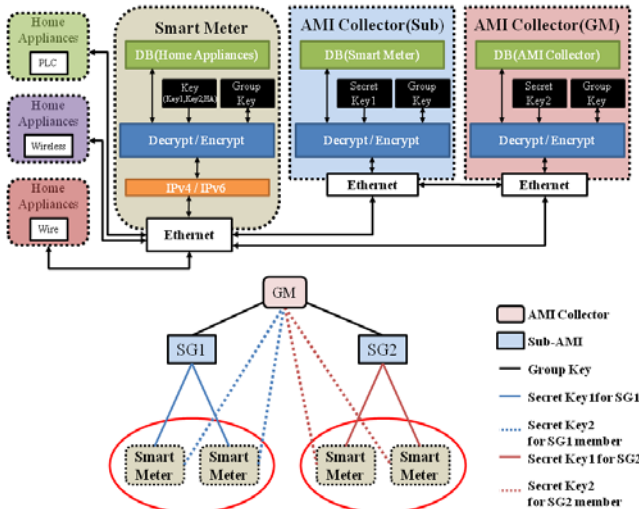 Home
Appliances
PLC
Home
Appliances
Wireless
Home
Appliances
Wire
Smart Meter
DB(Home Appliances)
Key
(Key1,Key2,HA)
Group
Key
Decrypt / Encrypt
IPv4 / IPv6
Ethernet
AMI Collector(Sub)
DB(Smart Meter)
Secret
Key1
Group
Key
Decrypt / Encrypt
Ethernet
AMI Collector(GM)
DB(AMI Collector)
Secret
Key2
Group
Key
Decrypt / Encrypt
Ethernet
GM
SG1
SG2
Smart
Meter
Smart
Meter
Smart
Meter
Smart
Meter
AMI Collector
Sub-AMI
Group Key
Secret Key1for SG1
Secret Key2
for SG1 member
Secret Key1 for SG2
Secret Key2
for SG2 member